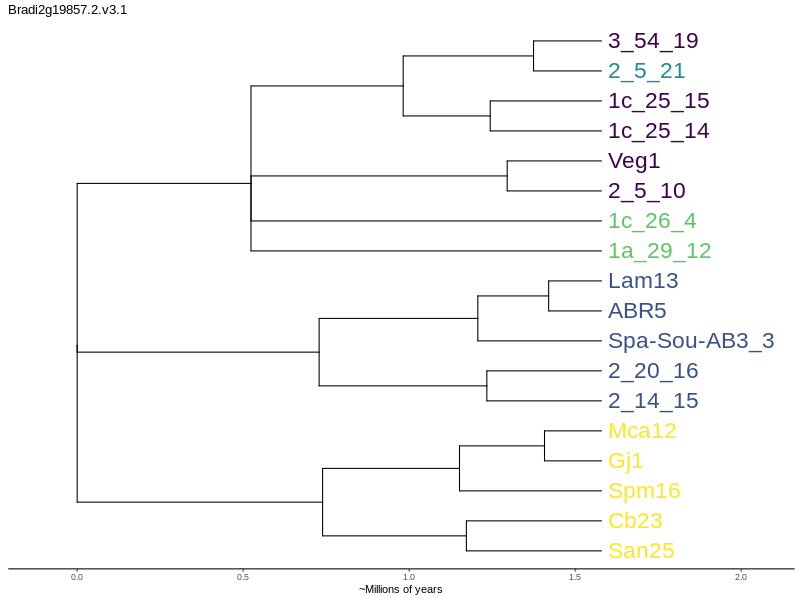 Bradi2g19857.2.v3.1
3_54_19
2_5_21
1c_25_15
1c_25_14
Veg1
2_5_10
1c_26_4
1a_29_12
Lam13
ABR5
Spa-Sou-AB3_3
2_20_16
2_14_15
Mca12
Gj1
Spm16
Cb23
San25
0.0 0.5 1.0 1.5 2.0
~Millions of years